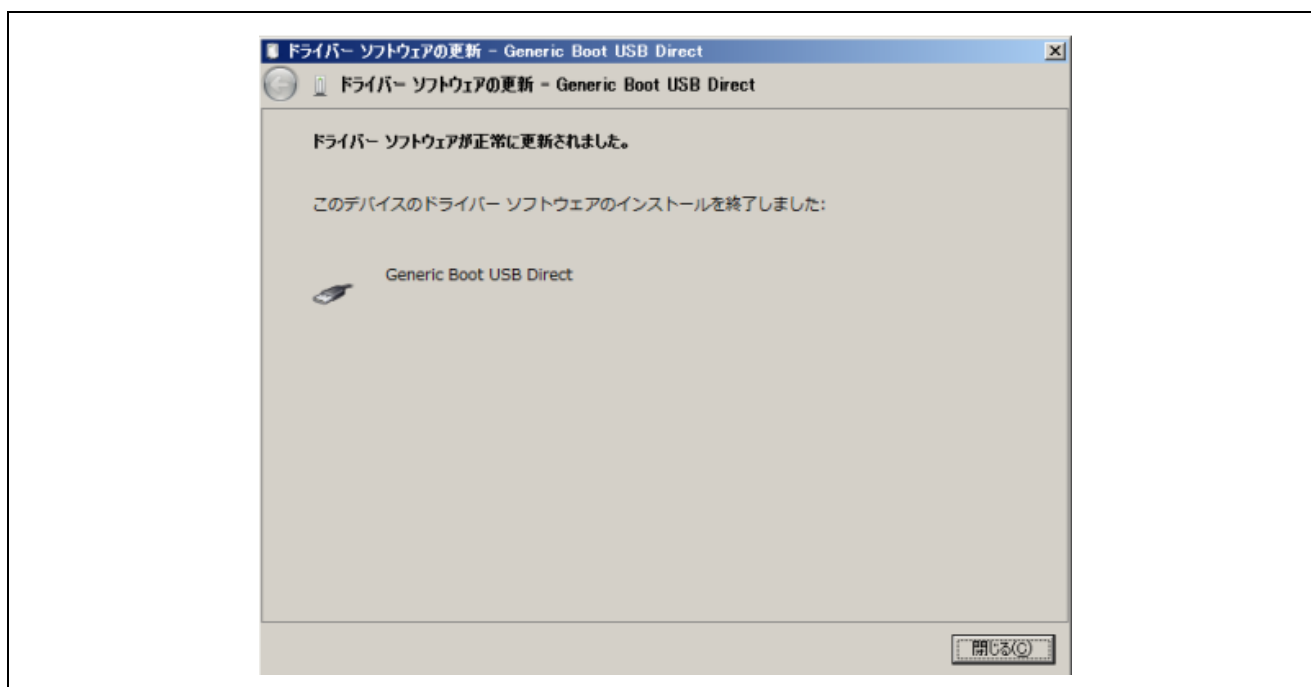 ドライバー ソフトウェアの更新 - Generic Boot USB Direct
ドライバー ソフトウェアの更新 - Generic Boot USB Direct
ドライバー ソフトウェアが正常に更新されました。
このデバイスのドライバー ソフトウェアのインストールを終了しました:
Generic Boot USB Direct
閉じる(C)